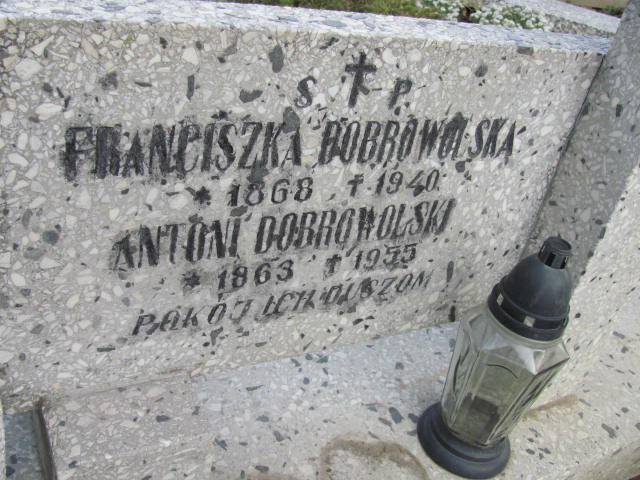 Ś † P.
FRANCISZKA DOBROWOLSKA
* 1868 † 1940
ANTONI DOBROWOLSKI
* 1863 † 1955
POKÓJ ICH DUSZOM!